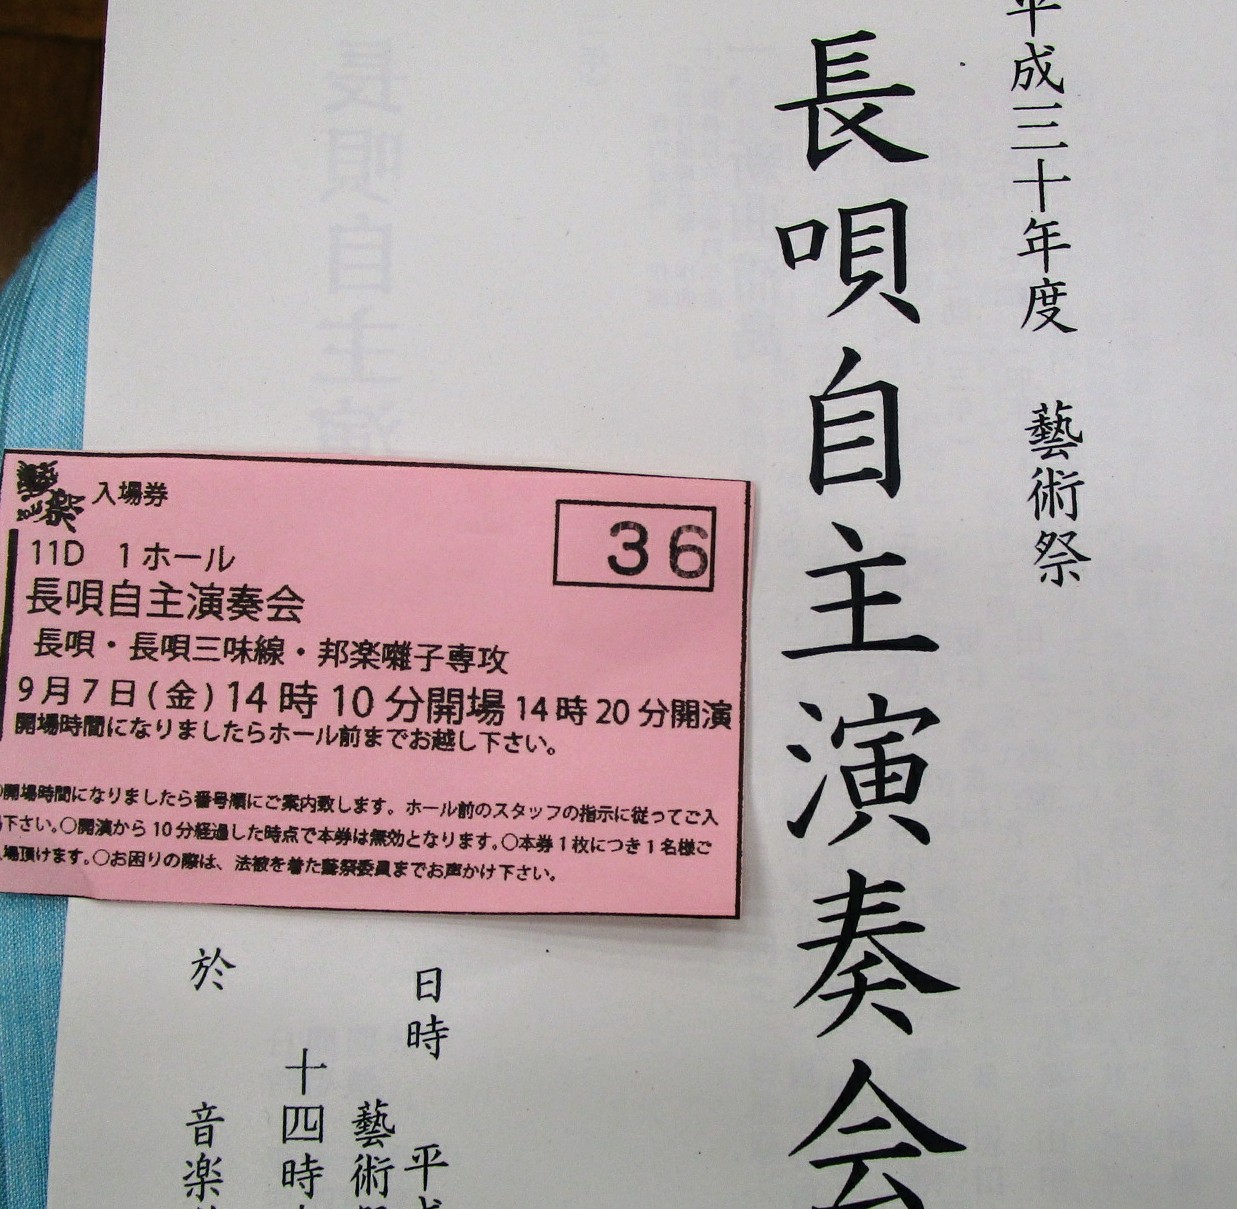 平成三十年度 藝術祭
長唄自主演奏会
入場券
36
11D 1ホール
長唄自主演奏会
長唄・長唄三味線・邦楽囃子専攻
9月7日(金)14時10分開場 14時20分開演
開場時間になりましたらホール前までお越し下さい。
○開場時間になりましたら番号順にご案内致します。ホール前のスタッフの指示に従ってご入
場下さい。○開演から10分経過した時点で本券は無効となります。○本券1枚につき1名様ご
入場頂けます。○お困りの際は、法被を着た藝祭委員までお声かけ下さい。
日時 平成
藝術祭
十四時
於 音楽